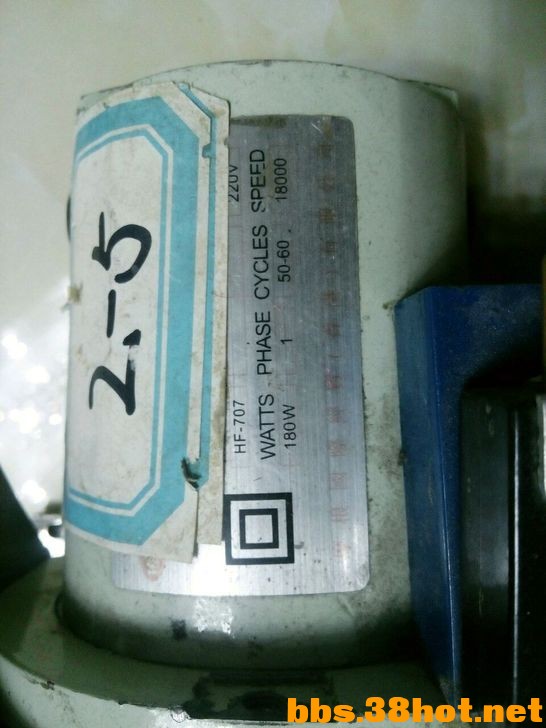 2.-5
220V
HF-707
WATTS PHASE CYCLES SPEED
180W 1 50-60 18000
bbs.38hot.net